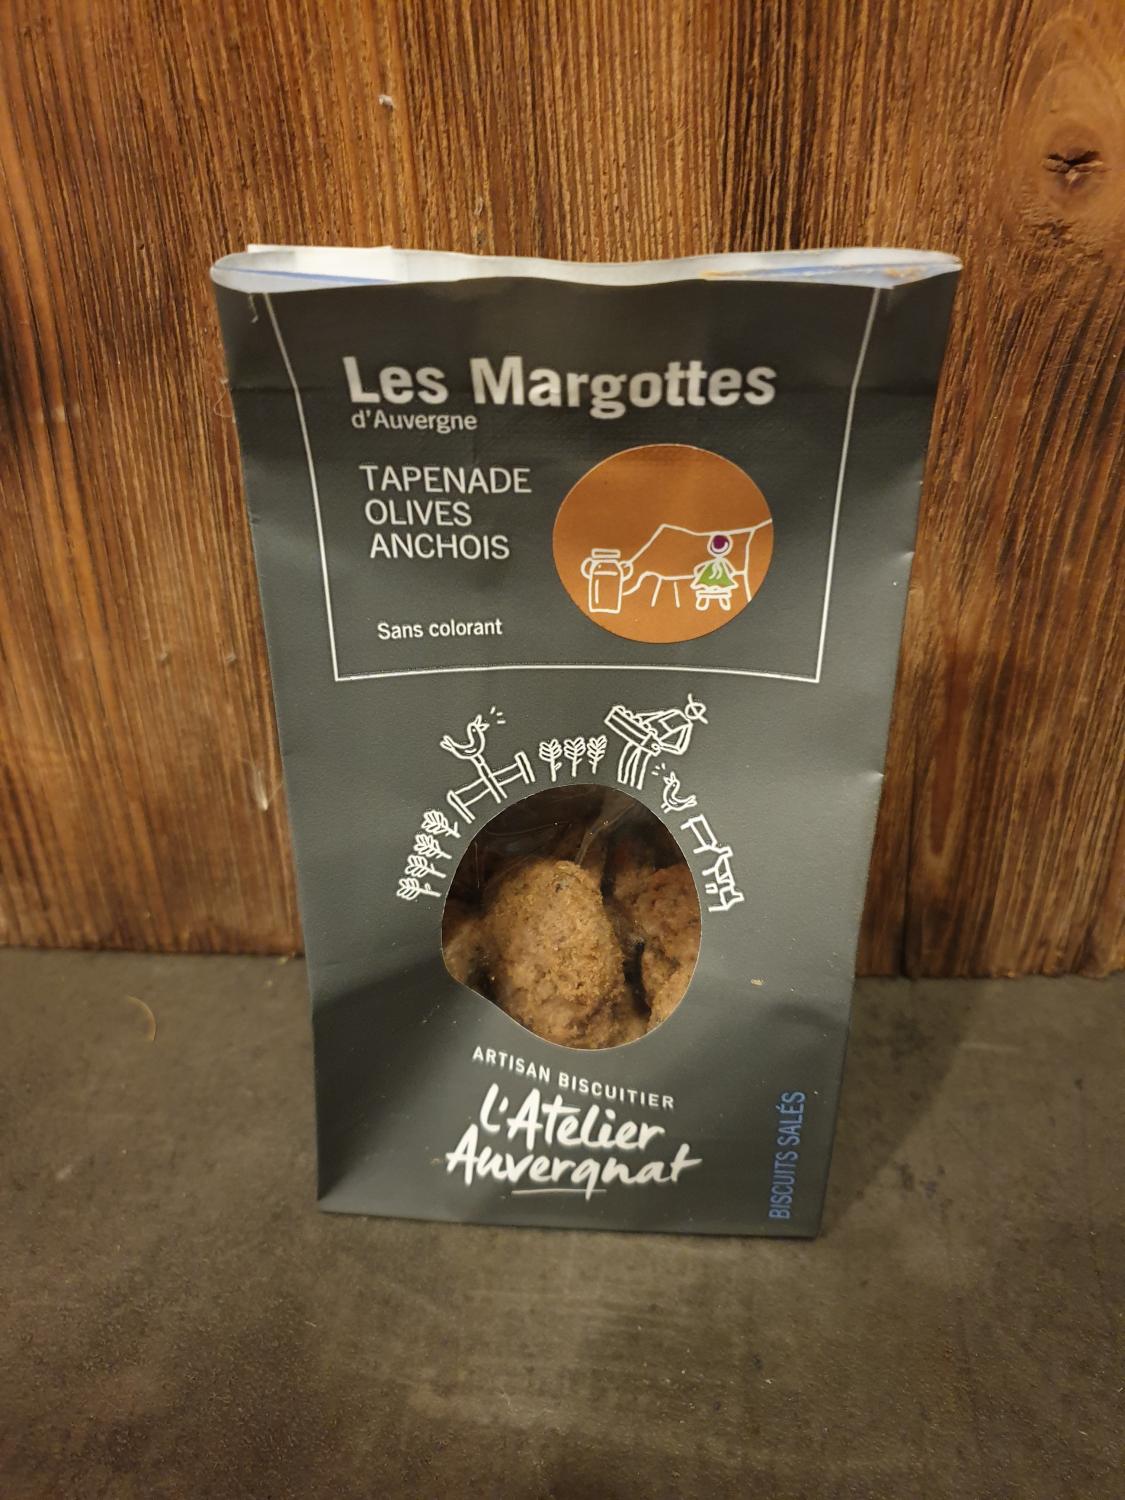 Les Margottes
d'Auvergne
TAPENADE
OLIVES
ANCHOIS
Sans colorant
ARTISAN BISCUITIER
L'Atelier
Auvergnat
BISCUITS SALÉS